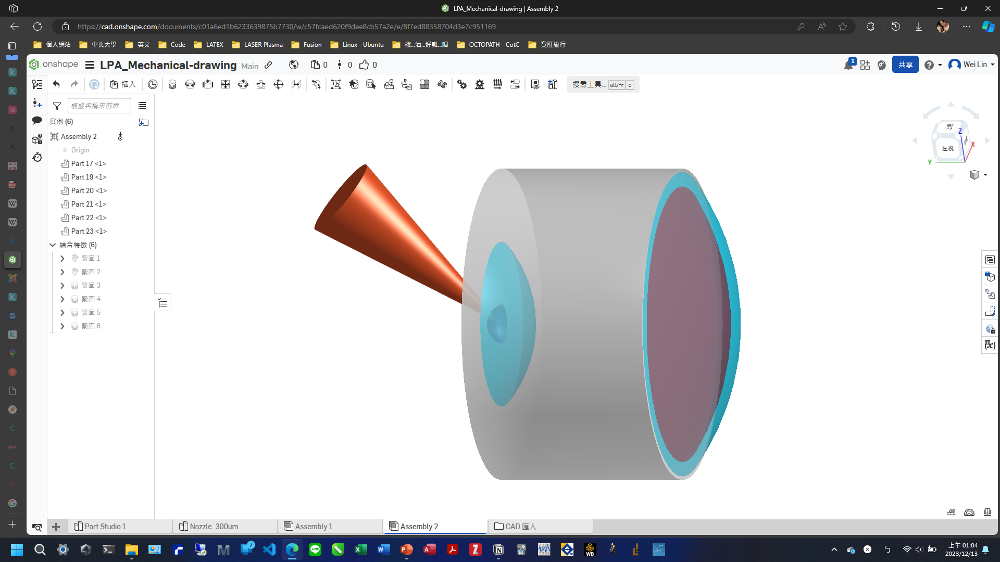 LPA_Mechanical-drawing | Assembly 2
https://cad.onshape.com/documents/c01a6ed1b6233639875b7730/w/c57fcaed620f9dee8cb57a2e/e/8f7ed88358704d3e7c951169
個人網站 中央大學 英文 Code LATEX LASER Plasma Fusion Linux - Ubuntu 機...油...好難...喝 OCTOPATH - CotC 寶肛旅行
onshape LPA_Mechanical-drawing Main 0 0 0 1 共享 Wei Lin
插入 搜尋工具... alt/⌥ c
根據名稱來篩選
實例 (6)
Assembly 2
Origin
Part 17 <1>
Part 19 <1>
Part 20 <1>
Part 21 <1>
Part 22 <1>
Part 23 <1>
結合特徵 (6)
緊固 1
緊固 2
緊固 3
緊固 4
緊固 5
緊固 6
Z
X
左視
Y
Part Studio 1 Nozzle_300um Assembly 1 Assembly 2 CAD 匯入
7
WB
上午 01:04
2023/12/13